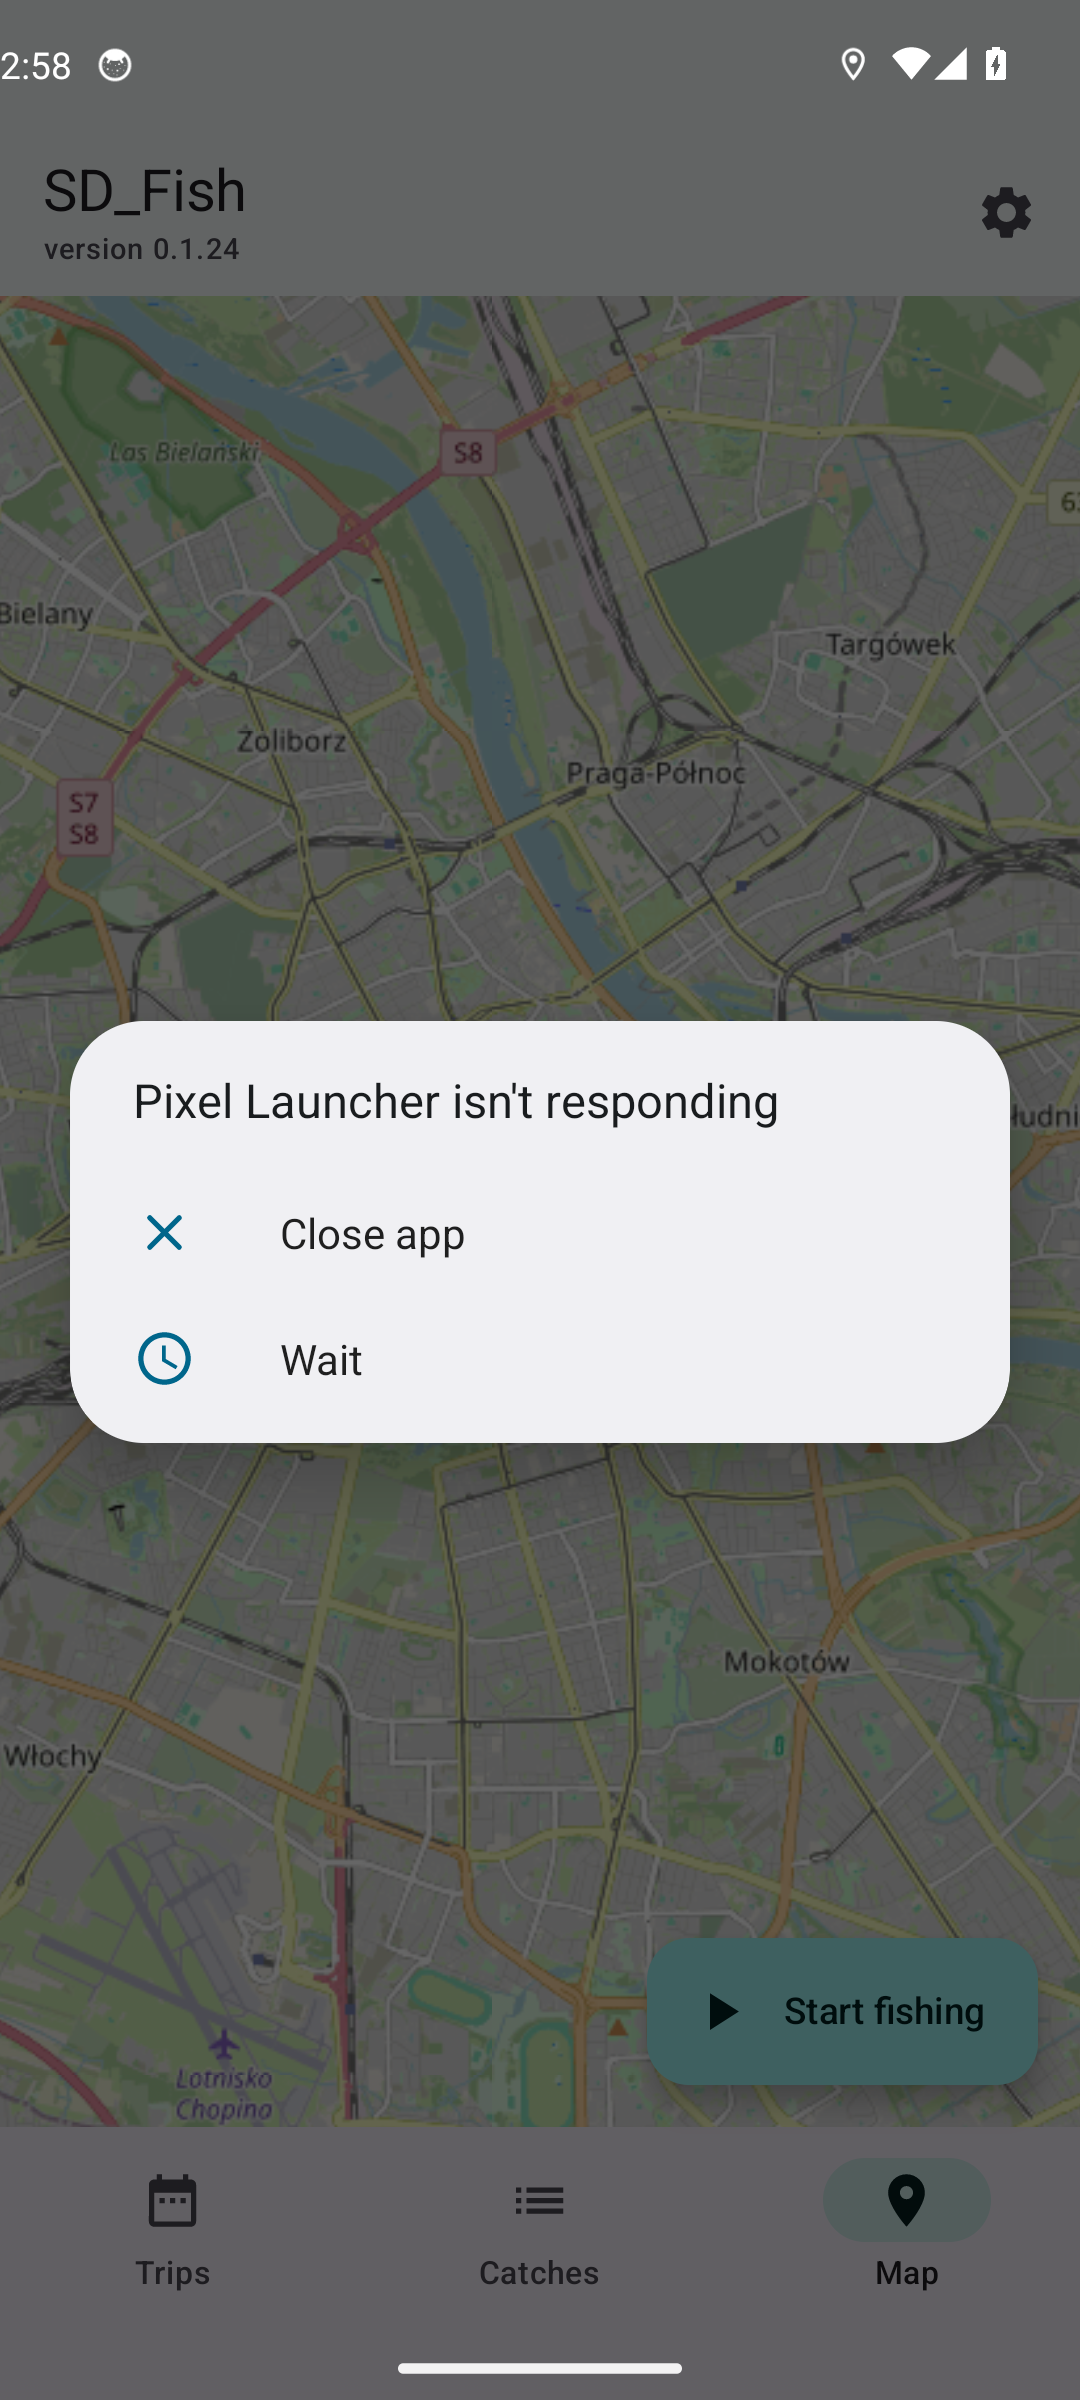 2:58
SD_Fish
version 0.1.24
Las Bielański
S8
Bielany
Targówek
Żoliborz
Praga-Północ
S7
S8
Pixel Launcher isn't responding
Close app
Wait
Mokotów
Włochy
Start fishing
Lotnisko
Chopina
Trips
Catches
Map